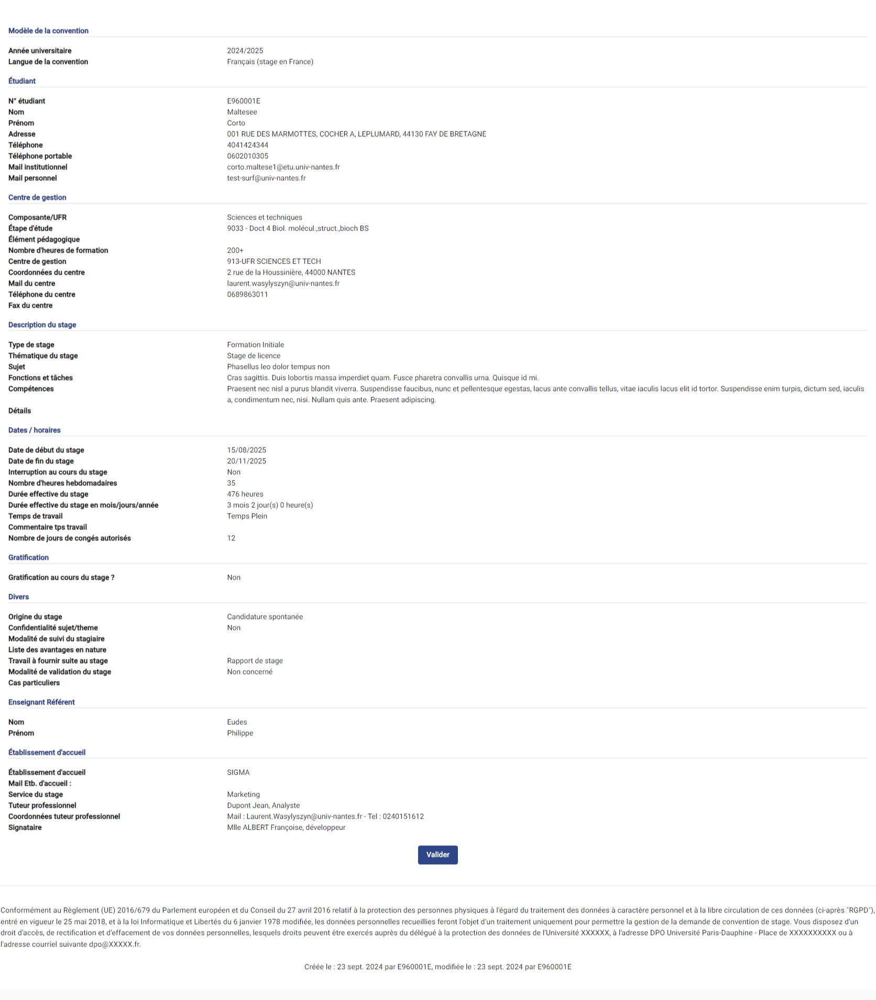 Modèle de la convention
Année universitaire 2024/2025
Langue de la convention Français (stage en France)
Étudiant
N° étudiant E960001E
Nom Maltesee
Prénom Corto
Adresse 001 RUE DES MARMOTTES, COCHER A, LEPLUMARD, 44130 FAY DE BRETAGNE
Téléphone 4041424344
Téléphone portable 0602010305
Mail institutionnel corto.maltese1@etu.univ-nantes.fr
Mail personnel test-surf@univ-nantes.fr
Centre de gestion
Composante/UFR Sciences et techniques
Étape d'étude 9033 - Doct 4 Biol. molécul.,struct.,bioch BS
Élément pédagogique
Nombre d'heures de formation 200+
Centre de gestion 913-UFR SCIENCES ET TECH
Coordonnées du centre 2 rue de la Houssinière, 44000 NANTES
Mail du centre laurent.wasylyszyn@univ-nantes.fr
Téléphone du centre 0689863011
Fax du centre
Description du stage
Type de stage Formation Initiale
Thématique du stage Stage de licence
Sujet Phasellus leo dolor tempus non
Fonctions et tâches Cras sagittis. Duis lobortis massa imperdiet quam. Fusce pharetra convallis urna. Quisque id mi.
Compétences Praesent nec nisl a purus blandit viverra. Suspendisse faucibus, nunc et pellentesque egestas, lacus ante convallis tellus, vitae iaculis lacus elit id tortor. Suspendisse enim turpis, dictum sed, iaculis
a, condimentum nec, nisi. Nullam quis ante. Praesent adipiscing.
Détails
Dates / horaires
Date de début du stage 15/08/2025
Date de fin du stage 20/11/2025
Interruption au cours du stage Non
Nombre d'heures hebdomadaires 35
Durée effective du stage 476 heures
Durée effective du stage en mois/jours/année 3 mois 2 jour(s) 0 heure(s)
Temps de travail Temps Plein
Commentaire tps travail
Nombre de jours de congés autorisés 12
Gratification
Gratification au cours du stage ? Non
Divers
Origine du stage Candidature spontanée
Confidentialité sujet/theme Non
Modalité de suivi du stagiaire
Liste des avantages en nature
Travail à fournir suite au stage Rapport de stage
Modalité de validation du stage Non concerné
Cas particuliers
Enseignant Référent
Nom Eudes
Prénom Philippe
Établissement d'accueil
Établissement d'accueil SIGMA
Mail Etb. d'accueil :
Service du stage Marketing
Tuteur professionnel Dupont Jean, Analyste
Coordonnées tuteur professionnel Mail : Laurent.Wasylyszyn@univ-nantes.fr - Tel : 0240151612
Signataire Mlle ALBERT Françoise, développeur
Valider
Conformément au Règlement (UE) 2016/679 du Parlement européen et du Conseil du 27 avril 2016 relatif à la protection des personnes physiques à l'égard du traitement des données à caractère personnel et à la libre circulation de ces données (ci-après "RGPD"),
entré en vigueur le 25 mai 2018, et à la loi Informatique et Libertés du 6 janvier 1978 modifiée, les données personnelles recueillies feront l'objet d'un traitement uniquement pour permettre la gestion de la demande de convention de stage. Vous disposez d'un
droit d'accès, de rectification et d'effacement de vos données personnelles, lesquels droits peuvent être exercés auprès du délégué à la protection des données de l'Université XXXXXX, à l'adresse DPO Université Paris-Dauphine - Place de XXXXXXXXXX ou à
l'adresse courriel suivante dpo@XXXXX.fr.
Créée le : 23 sept. 2024 par E960001E, modifiée le : 23 sept. 2024 par E960001E